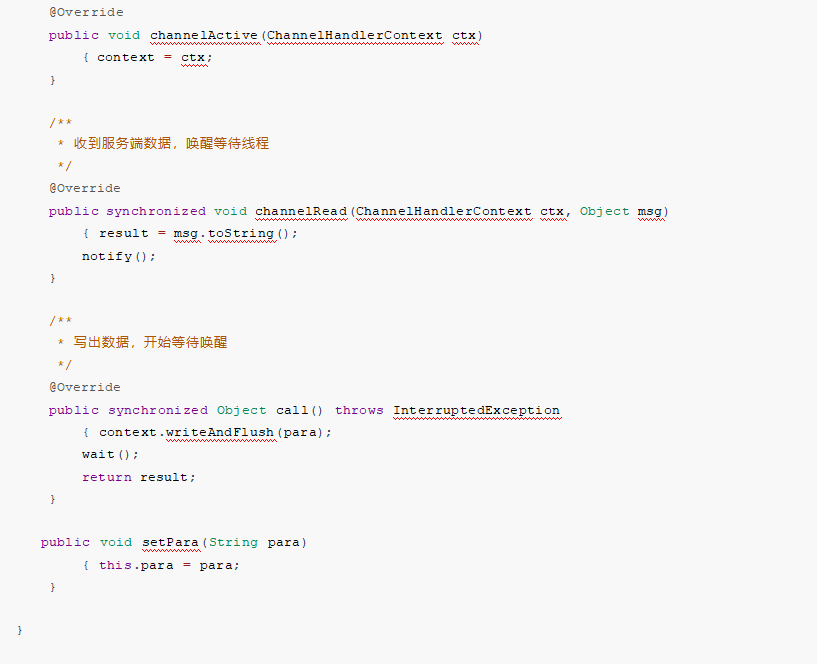 @Override
public void channelActive(ChannelHandlerContext ctx)
{ context = ctx;
}
/**
* 收到服务端数据，唤醒等待线程
*/
@Override
public synchronized void channelRead(ChannelHandlerContext ctx, Object msg)
{ result = msg.toString();
notify();
}
/**
* 写出数据，开始等待唤醒
*/
@Override
public synchronized Object call() throws InterruptedException
{ context.writeAndFlush(para);
wait();
return result;
}
public void setPara(String para)
{ this.para = para;
}
}